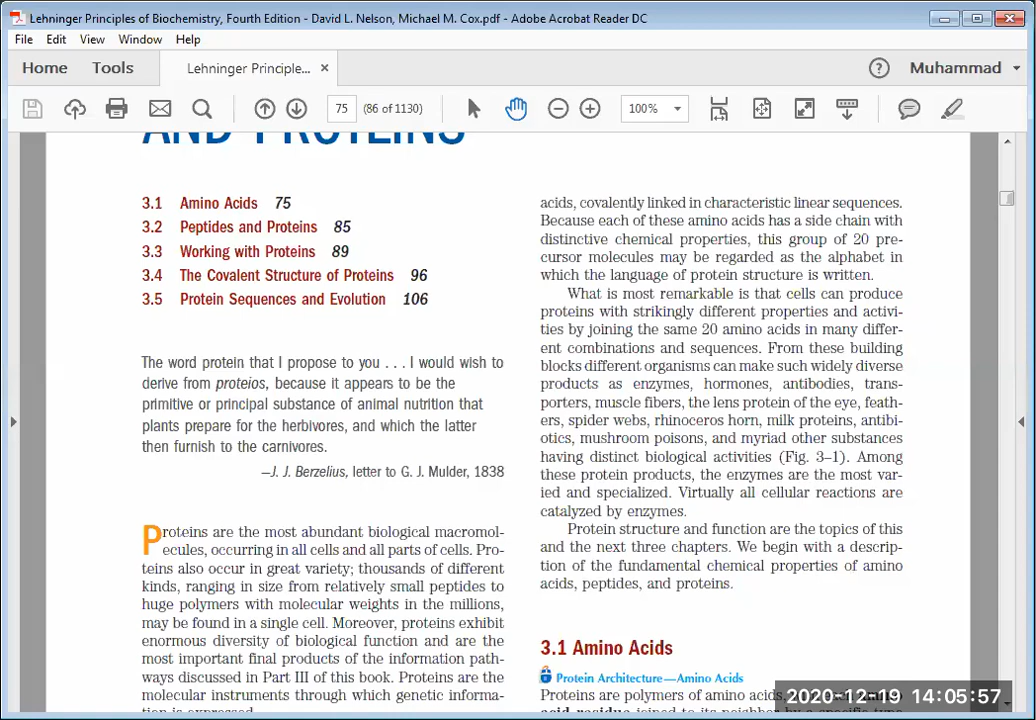 Lehninger Principles of Biochemistry, Fourth Edition - David L. Nelson, Michael M. Cox.pdf - Adobe Acrobat Reader DC
File Edit View Window Help
Home Tools Lehninger Principle... × ? Muhammad
75 (86 of 1130) 100%
AND PROTEINS
3.1 Amino Acids 75
3.2 Peptides and Proteins 85
3.3 Working with Proteins 89
3.4 The Covalent Structure of Proteins 96
3.5 Protein Sequences and Evolution 106
The word protein that I propose to you . . . I would wish to
derive from proteios, because it appears to be the
primitive or principal substance of animal nutrition that
plants prepare for the herbivores, and which the latter
then furnish to the carnivores.
—J. J. Berzelius, letter to G. J. Mulder, 1838
Proteins are the most abundant biological macromol-
ecules, occurring in all cells and all parts of cells. Pro-
teins also occur in great variety; thousands of different
kinds, ranging in size from relatively small peptides to
huge polymers with molecular weights in the millions,
may be found in a single cell. Moreover, proteins exhibit
enormous diversity of biological function and are the
most important final products of the information path-
ways discussed in Part III of this book. Proteins are the
molecular instruments through which genetic informa-
tion is expressed.
acids, covalently linked in characteristic linear sequences.
Because each of these amino acids has a side chain with
distinctive chemical properties, this group of 20 pre-
cursor molecules may be regarded as the alphabet in
which the language of protein structure is written.
What is most remarkable is that cells can produce
proteins with strikingly different properties and activi-
ties by joining the same 20 amino acids in many differ-
ent combinations and sequences. From these building
blocks different organisms can make such widely diverse
products as enzymes, hormones, antibodies, trans-
porters, muscle fibers, the lens protein of the eye, feath-
ers, spider webs, rhinoceros horn, milk proteins, antibi-
otics, mushroom poisons, and myriad other substances
having distinct biological activities (Fig. 3–1). Among
these protein products, the enzymes are the most var-
ied and specialized. Virtually all cellular reactions are
catalyzed by enzymes.
Protein structure and function are the topics of this
and the next three chapters. We begin with a descrip-
tion of the fundamental chemical properties of amino
acids, peptides, and proteins.
3.1 Amino Acids
Protein Architecture—Amino Acids
Proteins are polymers of amino acids,
acid residue joined to its neighbor by a specific type
2020-12-19 14:05:57